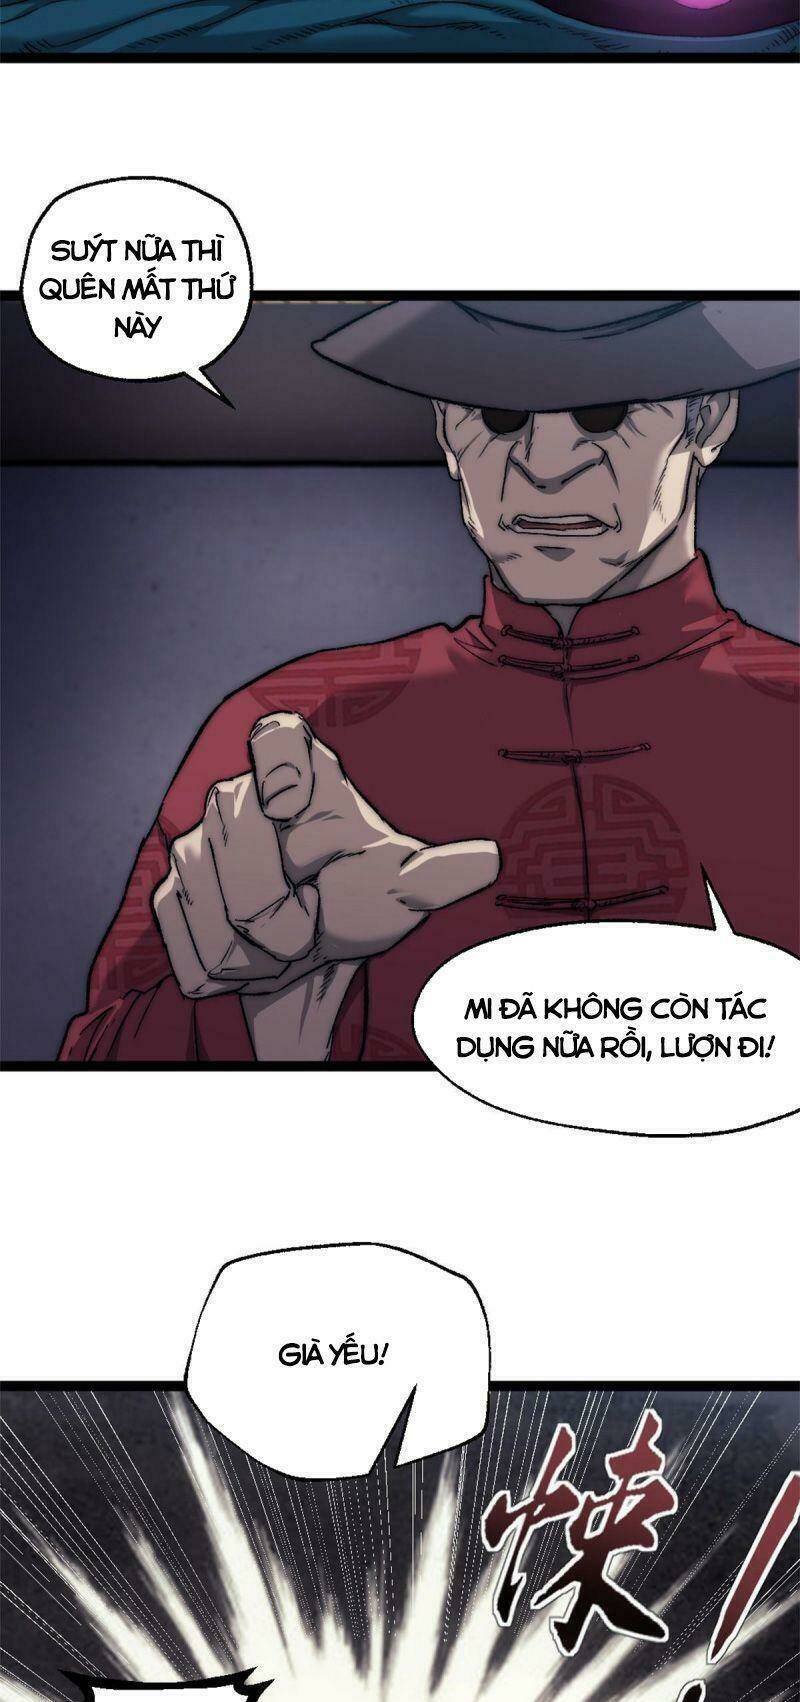 SUÝT NỮA THÌ
QUÊN MẤT THỨ
NÀY
MI ĐÃ KHÔNG CÒN TÁC
DỤNG NỮA RỒI, LƯỢN ĐI!
GIÀ YẾU!
悚